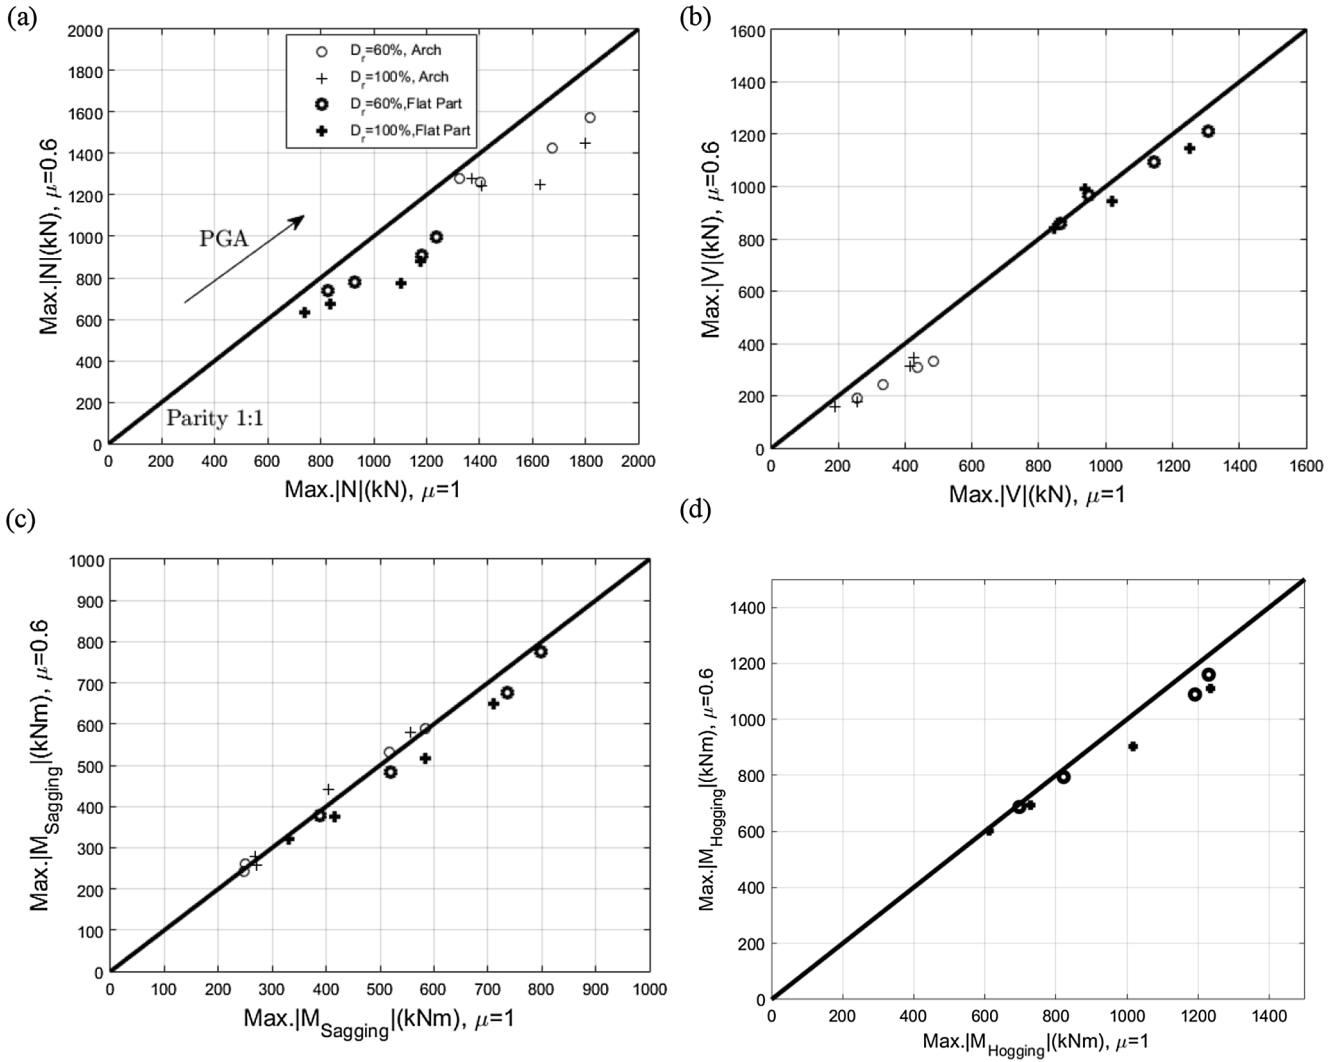 (a)
2000
1800
1600
1400
1200
1000
800
600
400
200
0
Max.|N|(kN), μ=0.6
D_r=60%, Arch
D_r=100%, Arch
D_r=60%,Flat Part
D_r=100%,Flat Part
PGA
Parity 1:1
0 200 400 600 800 1000 1200 1400 1600 1800 2000
Max.|N|(kN), μ=1
(b)
1600
1400
1200
1000
800
600
400
200
0
Max.|V|(kN), μ=0.6
0 200 400 600 800 1000 1200 1400 1600
Max.|V|(kN), μ=1
(c)
1000
900
800
700
600
500
400
300
200
100
0
Max.|M_Sagging|(kNm), μ=0.6
0 100 200 300 400 500 600 700 800 900 1000
Max.|M_Sagging|(kNm), μ=1
(d)
1400
1200
1000
800
600
400
200
0
Max.|M_Hogging|(kNm), μ=0.6
0 200 400 600 800 1000 1200 1400
Max.|M_Hogging|(kNm), μ=1